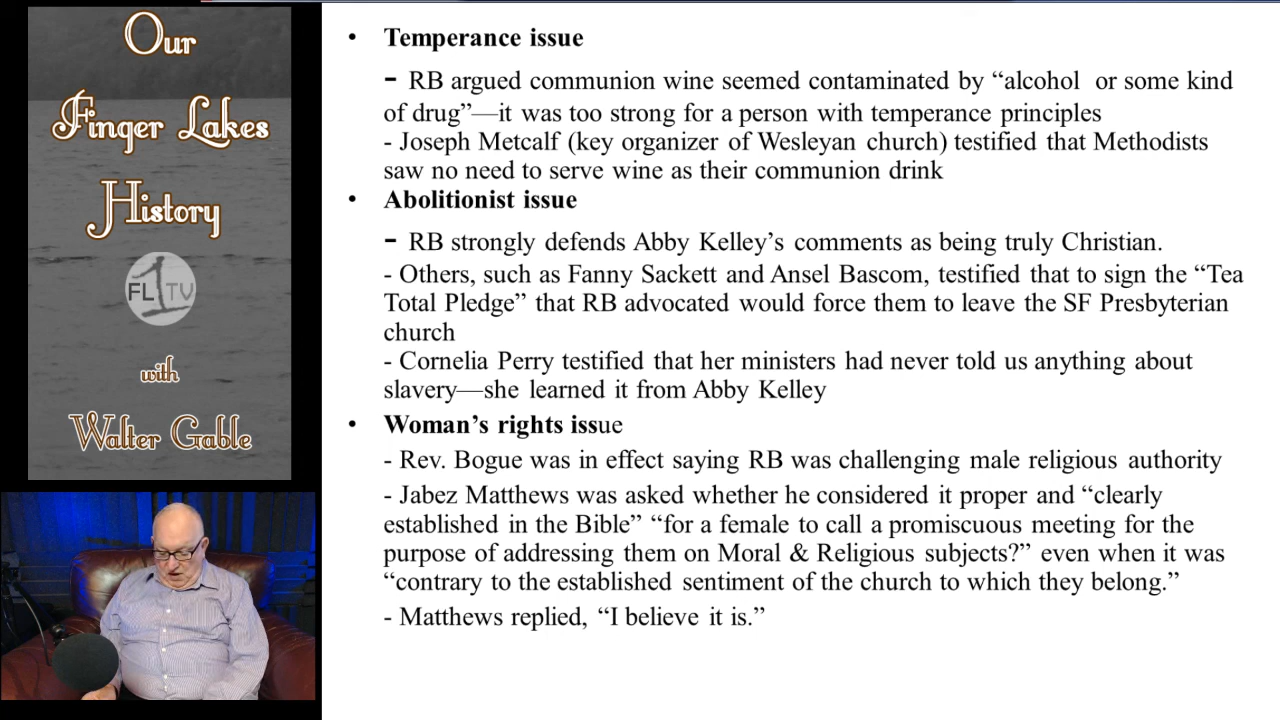 Our
Finger Lakes
History
FL1TV
with
Walter Gable
• Temperance issue
- RB argued communion wine seemed contaminated by “alcohol or some kind
of drug”—it was too strong for a person with temperance principles
- Joseph Metcalf (key organizer of Wesleyan church) testified that Methodists
saw no need to serve wine as their communion drink
• Abolitionist issue
- RB strongly defends Abby Kelley’s comments as being truly Christian.
- Others, such as Fanny Sackett and Ansel Bascom, testified that to sign the “Tea
Total Pledge” that RB advocated would force them to leave the SF Presbyterian
church
- Cornelia Perry testified that her ministers had never told us anything about
slavery—she learned it from Abby Kelley
• Woman’s rights issue
- Rev. Bogue was in effect saying RB was challenging male religious authority
- Jabez Matthews was asked whether he considered it proper and “clearly
established in the Bible” “for a female to call a promiscuous meeting for the
purpose of addressing them on Moral & Religious subjects?” even when it was
“contrary to the established sentiment of the church to which they belong.”
- Matthews replied, “I believe it is.”